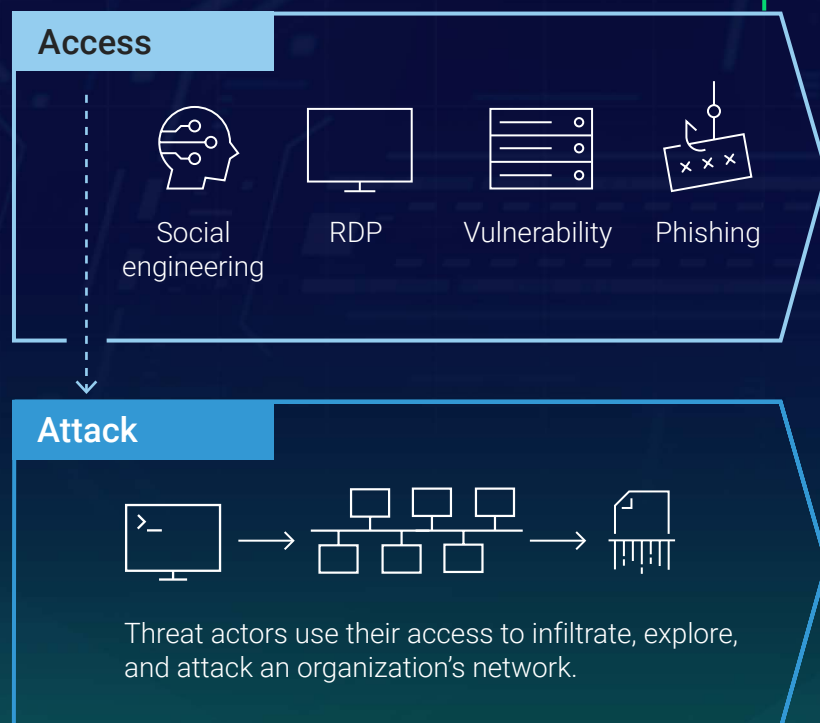 Access
Social
engineering
RDP
Vulnerability
Phishing
Attack
>_
Threat actors use their access to infiltrate, explore,
and attack an organization’s network.